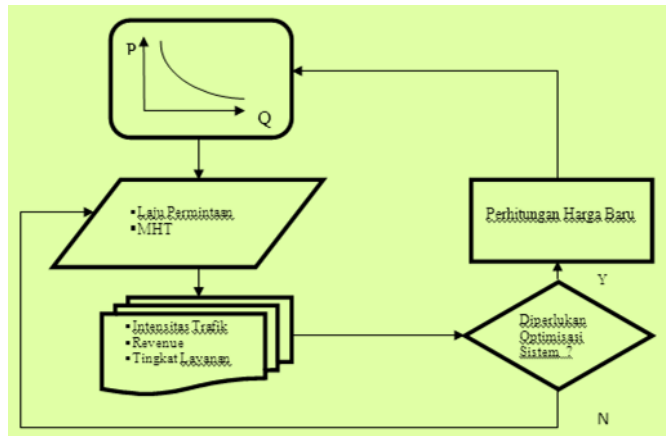 P
Q
▪Laju Permintaan
▪MHT
Perhitungan Harga Baru
Y
▪Intensitas Trafik
▪Revenue
▪Tingkat Layanan
Diperlukan
Optimisasi
Sistem ?
N